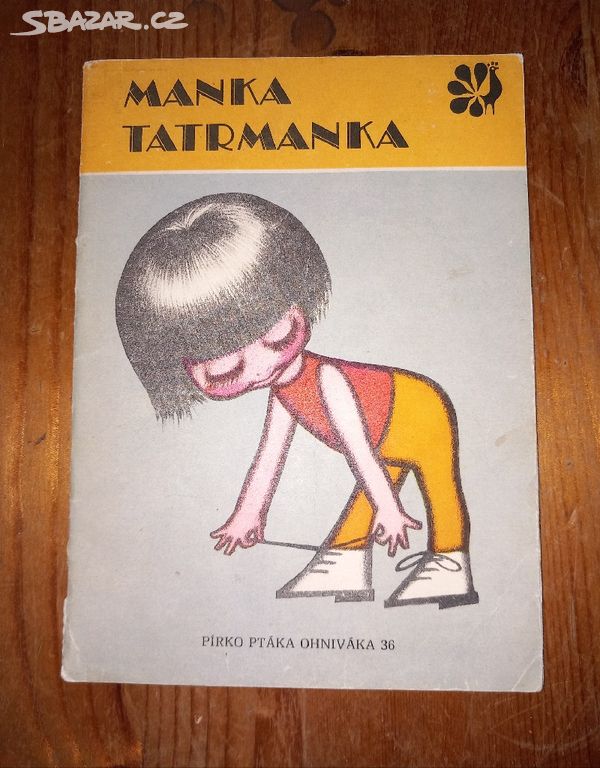 SBAZAR.CZ
MANKA
TATRMANKA
PÍRKO PTÁKA OHNIVÁKA 36